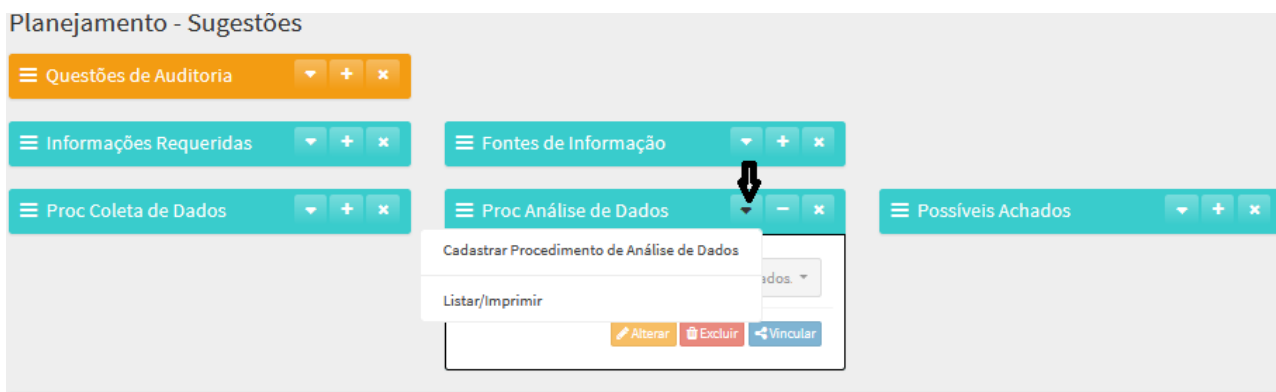 Planejamento - Sugestões
Questões de Auditoria
Informações Requeridas
Fontes de Informação
Proc Coleta de Dados
Proc Análise de Dados
Possíveis Achados
Cadastrar Procedimento de Análise de Dados
ados.
Listar/Imprimir
Alterar Excluir Vincular